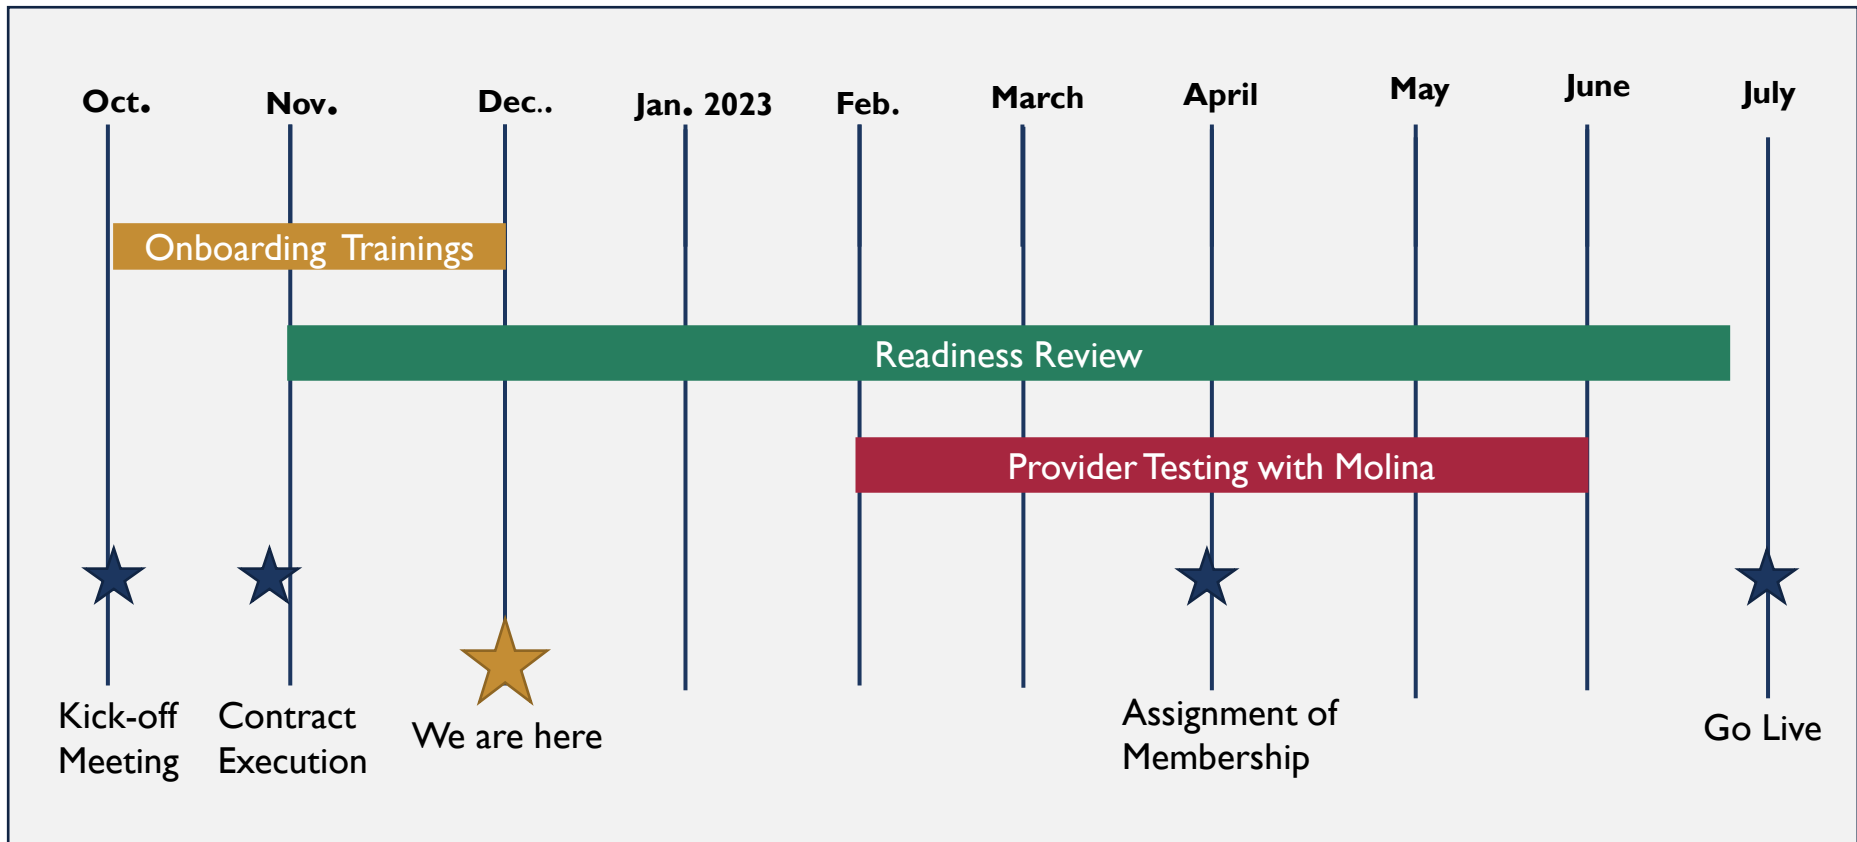 Oct.
Nov.
Dec..
Jan. 2023
Feb.
March
April
May
June
July
Onboarding Trainings
Readiness Review
Provider Testing with Molina
Kick-off
Meeting
Contract
Execution
We are here
Assignment of
Membership
Go Live